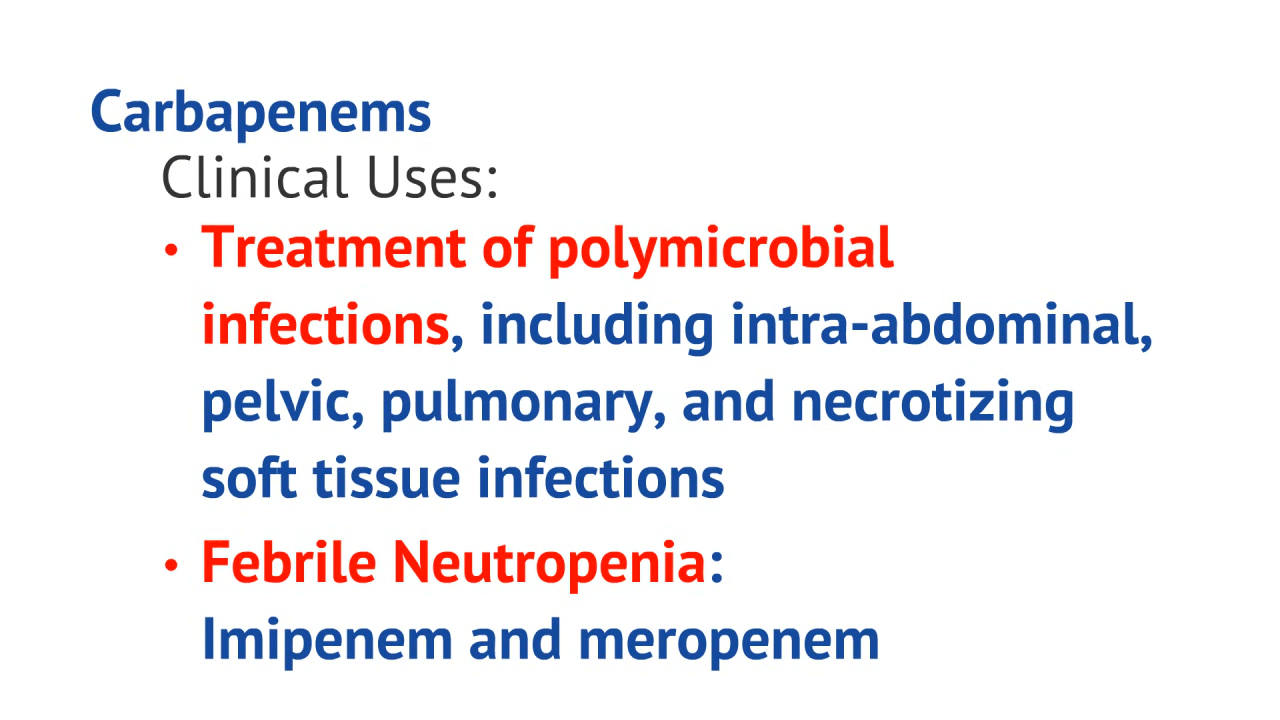 Carbapenems
Clinical Uses:
• Treatment of polymicrobial
infections, including intra-abdominal,
pelvic, pulmonary, and necrotizing
soft tissue infections
• Febrile Neutropenia:
Imipenem and meropenem